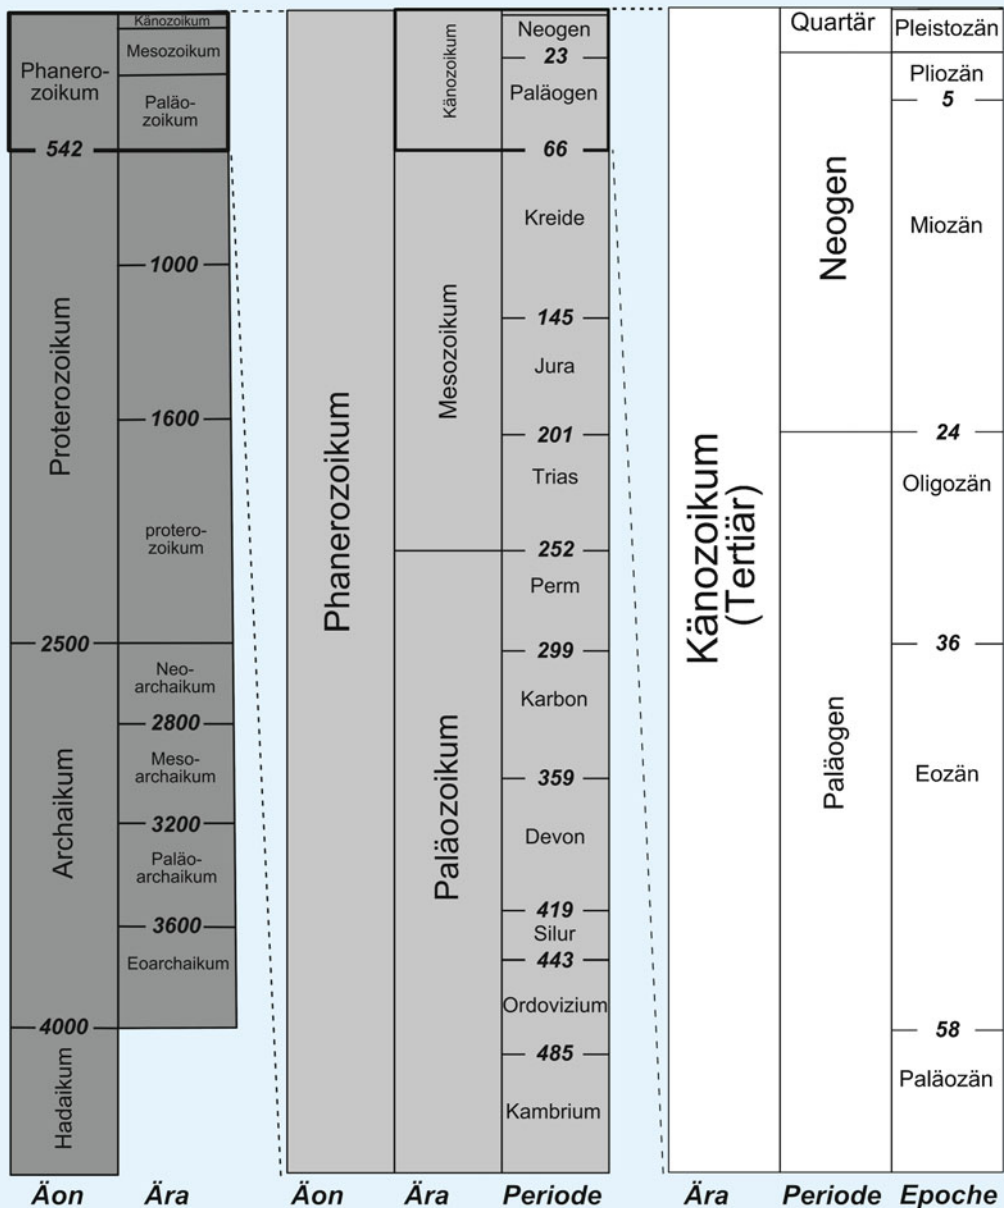 Känozoikum
Mesozoikum
Phanero-
zoikum
Paläo-
zoikum
542
1000
Proterozoikum
1600
protero-
zoikum
2500
Neo-
archaikum
2800
Meso-
archaikum
Archaikum
3200
Paläo-
archaikum
3600
Eoarchaikum
4000
Hadaikum
Äon
Ära
Phanerozoikum
Känozoikum
Neogen
23
Paläogen
66
Kreide
145
Mesozoikum
Jura
201
Trias
252
Perm
299
Karbon
359
Paläozoikum
Devon
419
Silur
443
Ordovizium
485
Kambrium
Äon
Ära
Periode
Känozoikum
(Tertiär)
Quartär
Pleistozän
Pliozän
5
Neogen
Miozän
24
Oligozän
36
Paläogen
Eozän
58
Paläozän
Ära
Periode
Epoche